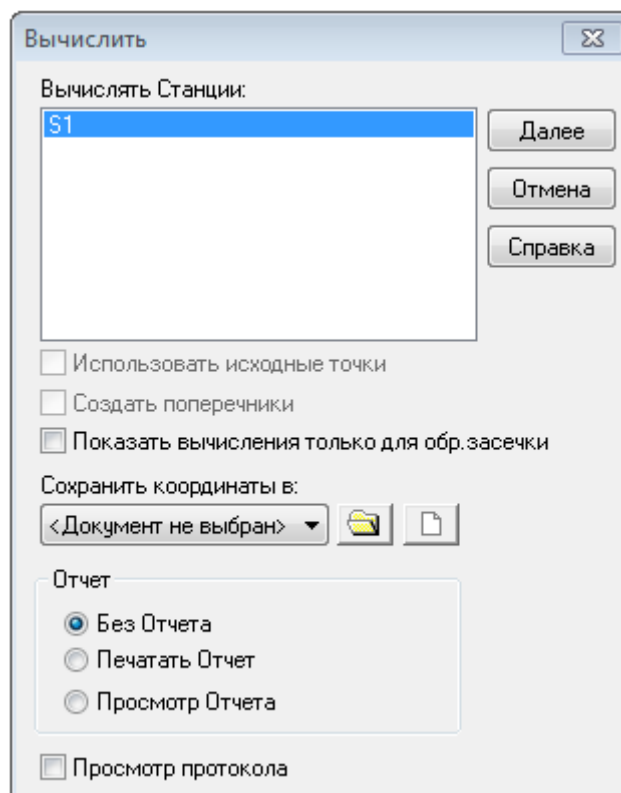 Вычислить
Вычислять Станции:
S1
Далее
Отмена
Справка
Использовать исходные точки
Создать поперечники
Показать вычисления только для обр.засечки
Сохранить координаты в:
<Документ не выбран>
Отчет
Без Отчета
Печатать Отчет
Просмотр Отчета
Просмотр протокола